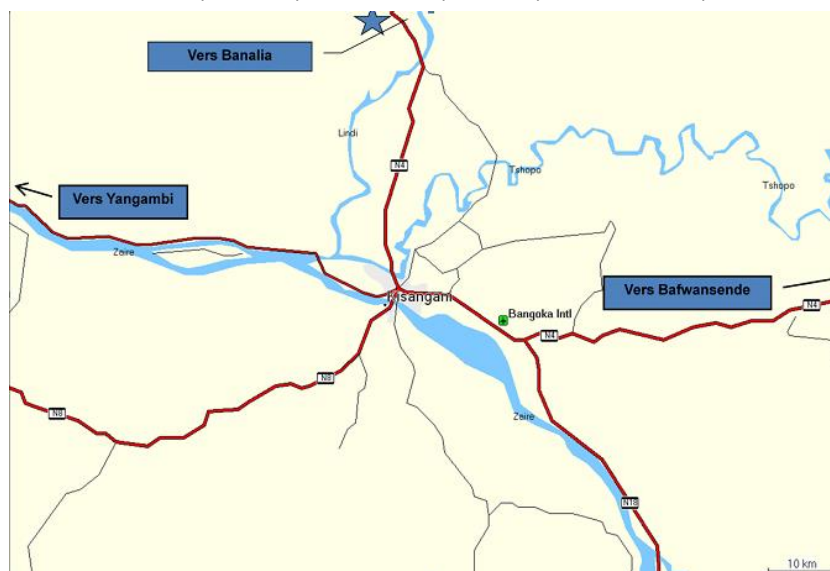 Vers Banalia
Lindi
N4
Tshopo
Tshopo
Vers Yangambi
Zaire
Vers Bafwansende
Kisangani
Bangoka Intl
N4
N4
N8
Zaire
N8
N18
10 km